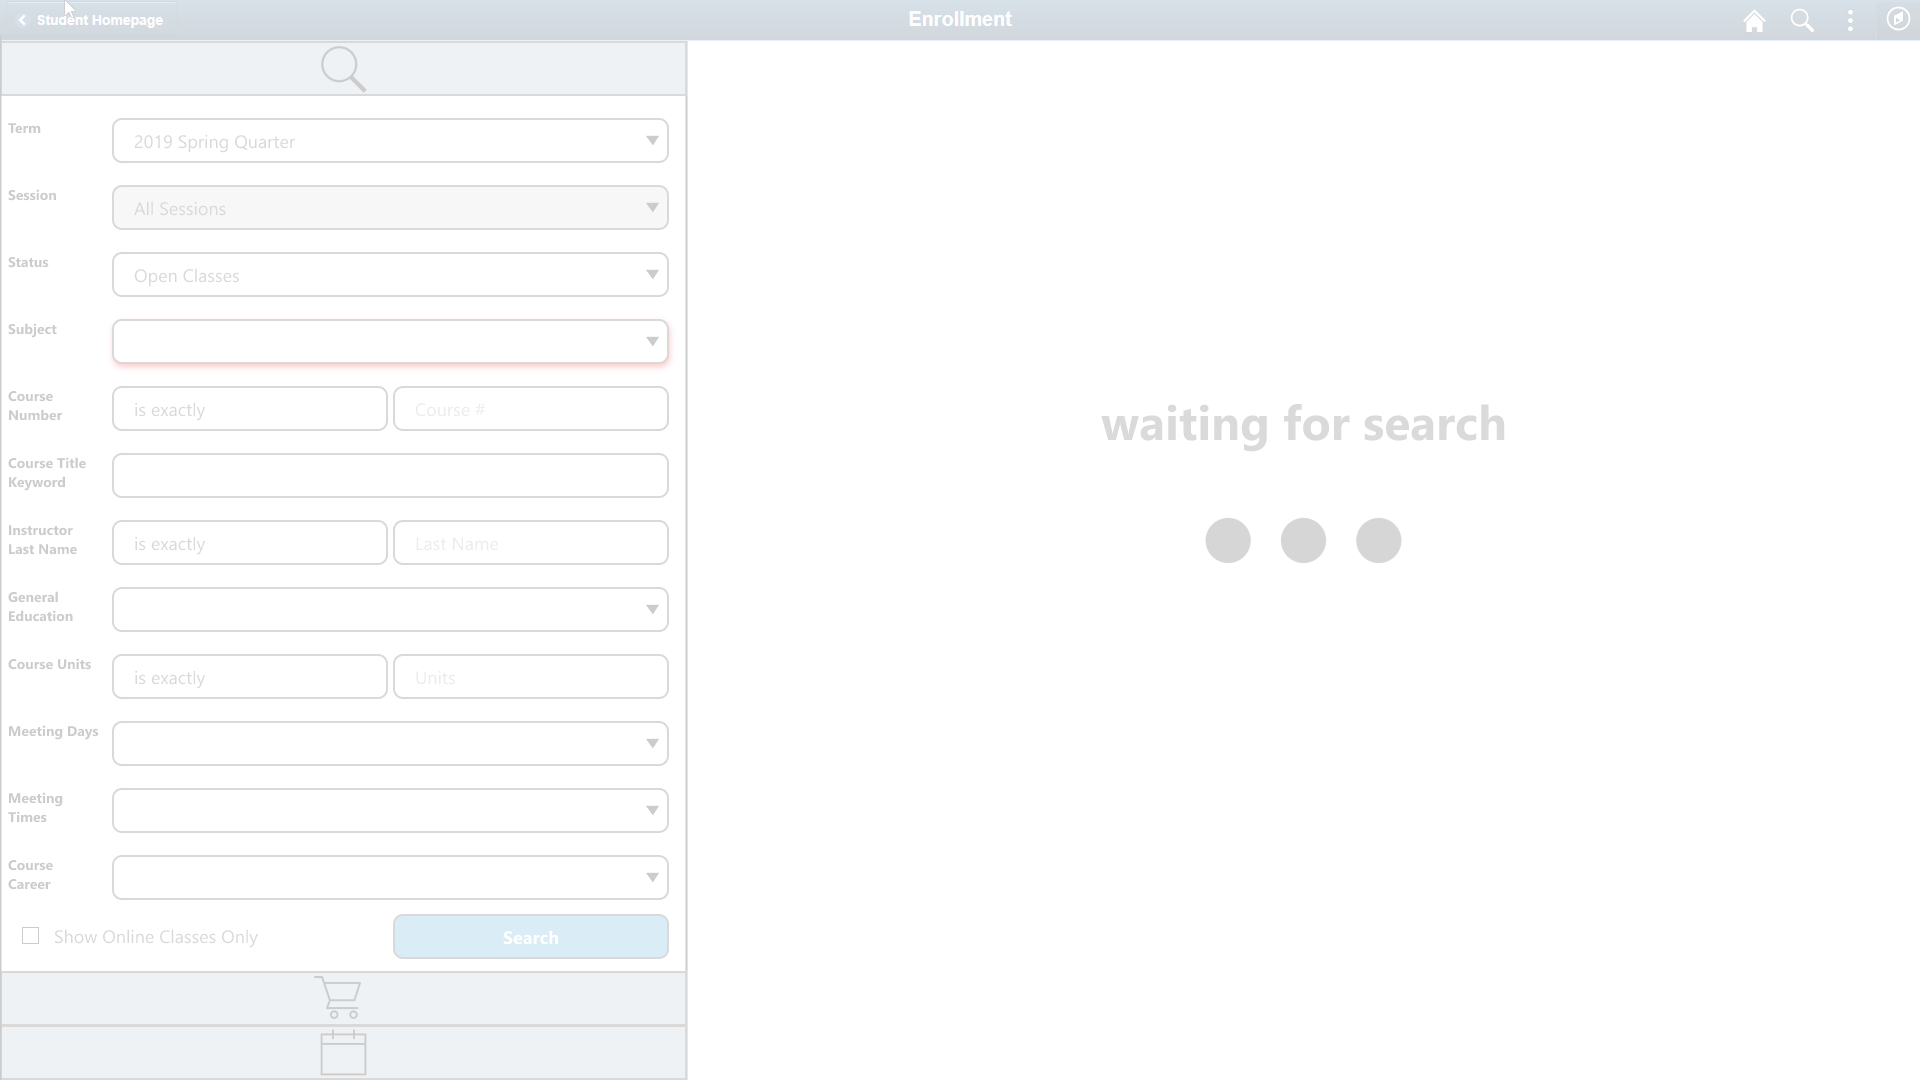 Student Homepage
Enrollment
Term
2019 Spring Quarter
Session
All Sessions
Status
Open Classes
Subject
Course
Number
is exactly
Course #
Course Title
Keyword
Instructor
Last Name
is exactly
Last Name
General
Education
Course Units
is exactly
Units
Meeting Days
Meeting
Times
Course
Career
Show Online Classes Only
Search
waiting for search